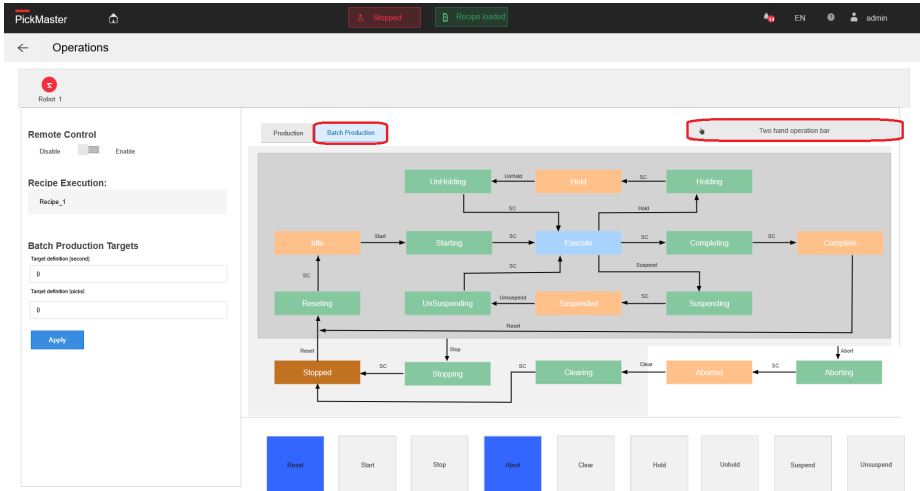 PickMaster
Stopped
Recipe loaded
24
EN
admin
Operations
Robot 1
Remote Control
Disable
Enable
Recipe Execution:
Recipe_1
Batch Production Targets
Target definition [second]
0
Target definition [picks]
0
Apply
Production
Batch Production
Two hand operation bar
UnHolding
UnHold
Held
SC
Holding
SC
Hold
Idle
Start
Starting
SC
Execute
SC
Completing
SC
Complete
SC
SC
Suspend
Reseting
UnSuspending
Unsuspend
Suspended
SC
Suspending
Reset
Reset
Stop
Abort
Stopped
SC
Stopping
SC
Clearing
Clear
Aborted
SC
Aborting
Reset
Start
Stop
Abort
Clear
Hold
Unhold
Suspend
Unsuspend